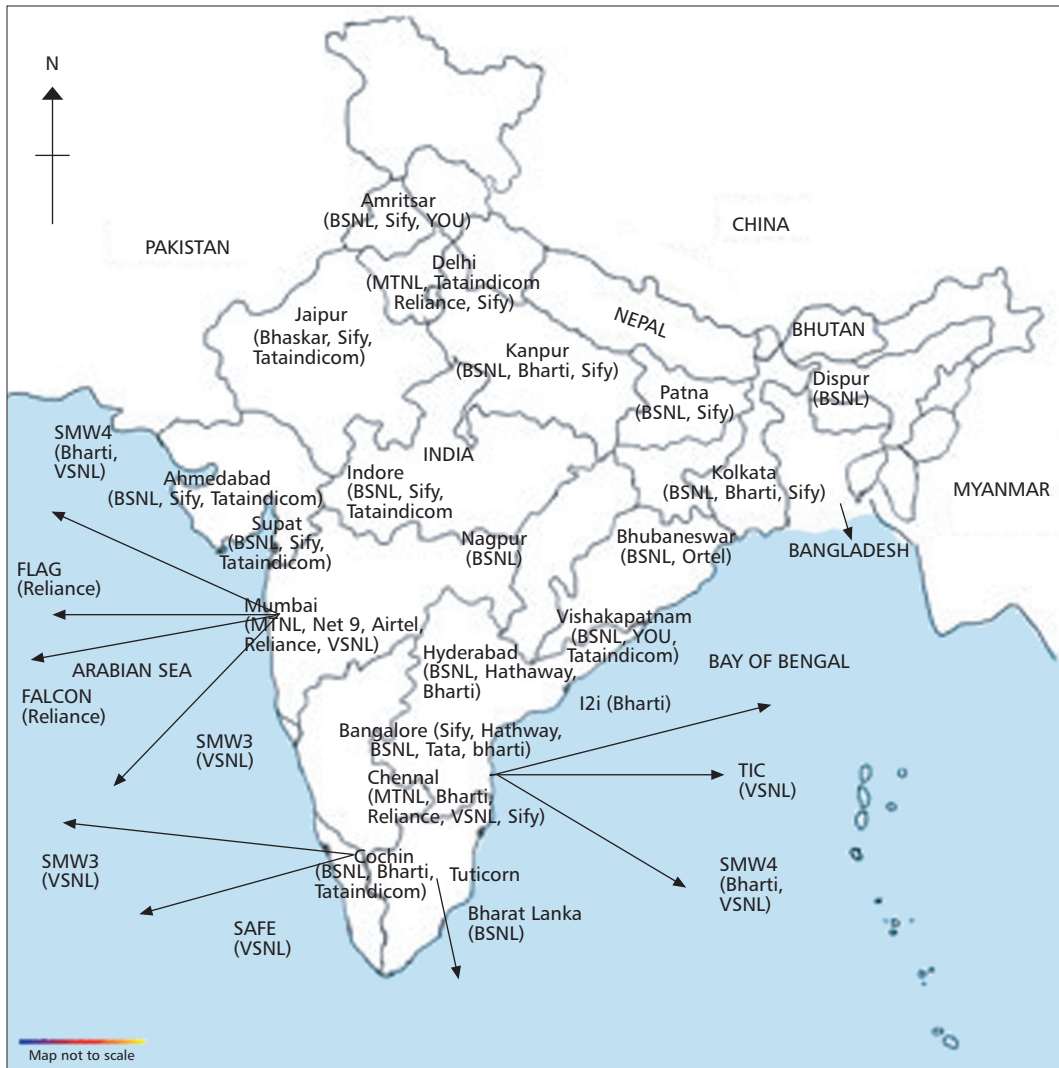 N
Amritsar
(BSNL, Sify, YOU)
PAKISTAN
CHINA
Delhi
(MTNL, Tataindicom
Reliance, Sify)
Jaipur
(Bhaskar, Sify,
Tataindicom)
NEPAL
BHUTAN
Kanpur
(BSNL, Bharti, Sify)
Dispur
(BSNL)
Patna
(BSNL, Sify)
SMW4
(Bharti,
VSNL)
INDIA
Ahmedabad
(BSNL, Sify, Tataindicom)
Indore
(BSNL, Sify,
Tataindicom
Kolkata
(BSNL, Bharti, Sify)
MYANMAR
Supat
(BSNL, Sify,
Tataindicom)
Nagpur
(BSNL)
Bhubaneswar
(BSNL, Ortel)
BANGLADESH
FLAG
(Reliance)
Mumbai
(MTNL, Net 9, Airtel,
Reliance, VSNL)
Vishakapatnam
(BSNL, YOU,
Tataindicom)
ARABIAN SEA
Hyderabad
(BSNL, Hathaway,
Bharti)
BAY OF BENGAL
FALCON
(Reliance)
I2i (Bharti)
SMW3
(VSNL)
Bangalore (Sify, Hathway,
BSNL, Tata, bharti)
TIC
(VSNL)
Chennal
(MTNL, Bharti,
Reliance, VSNL, Sify)
SMW3
(VSNL)
Cochin
(BSNL, Bharti,
Tataindicom)
Tuticorn
SMW4
(Bharti,
VSNL)
SAFE
(VSNL)
Bharat Lanka
(BSNL)
Map not to scale